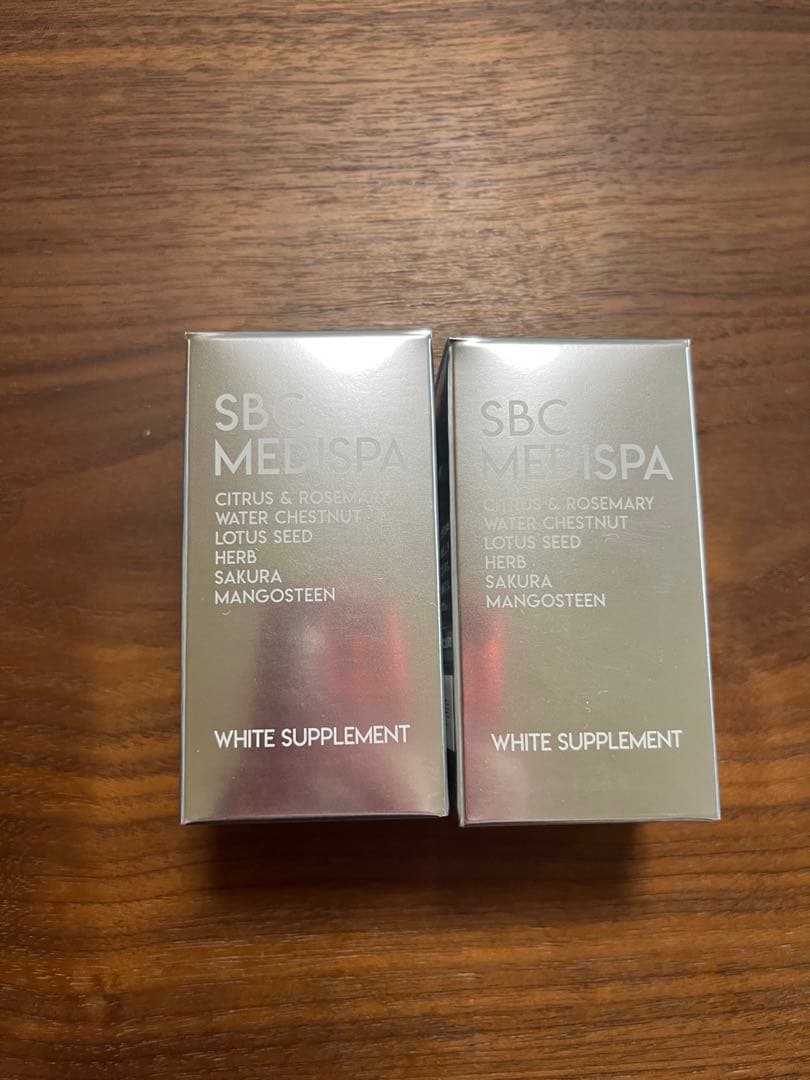 SBC
MEDISPA
CITRUS & ROSEMARY
WATER CHESTNUT
LOTUS SEED
HERB
SAKURA
MANGOSTEEN
WHITE SUPPLEMENT
SBC
MEDISPA
CITRUS & ROSEMARY
WATER CHESTNUT
LOTUS SEED
HERB
SAKURA
MANGOSTEEN
WHITE SUPPLEMENT